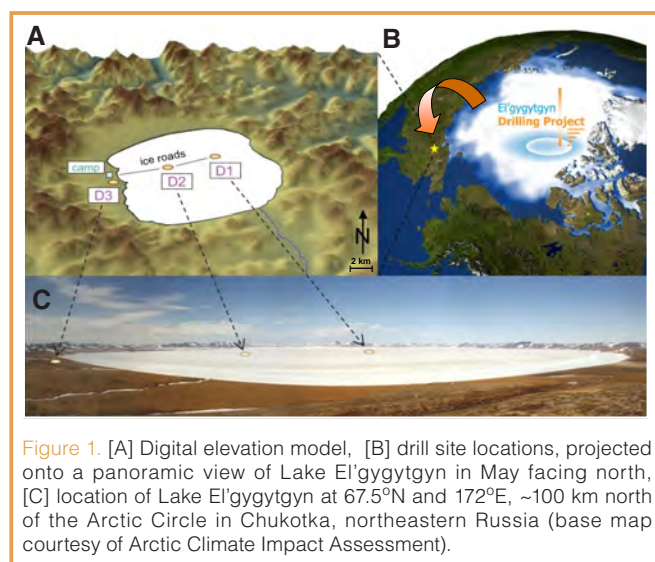 A
B
El'gygytgyn
Drilling Project
ice roads
camp
D1
D2
D3
N
2 km
C
Figure 1. [A] Digital elevation model, [B] drill site locations, projected
onto a panoramic view of Lake El'gygytgyn in May facing north,
[C] location of Lake El'gygytgyn at 67.5°N and 172°E, ~100 km north
of the Arctic Circle in Chukotka, northeastern Russia (base map
courtesy of Arctic Climate Impact Assessment).